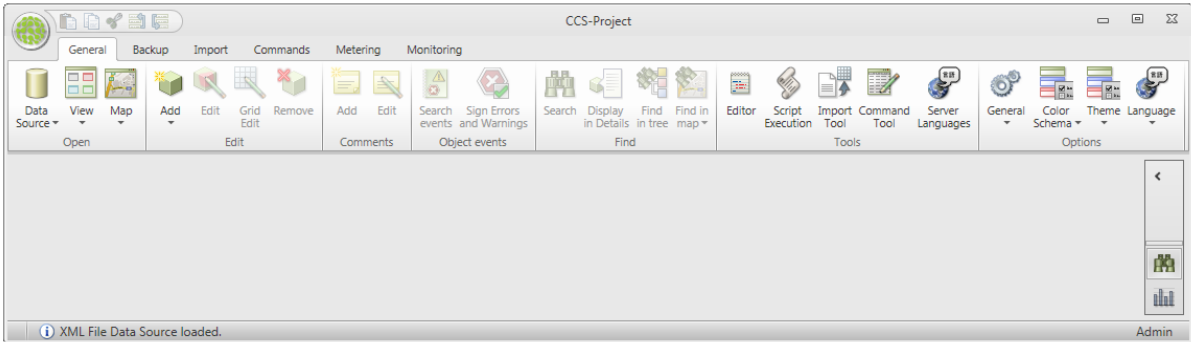 CCS-Project
General Backup Import Commands Metering Monitoring
Data Source
View
Map
Add
Edit
Grid Edit
Remove
Add
Edit
Search events
Sign Errors and Warnings
Search
Display in Details
Find in tree
Find in map
Editor
Script Execution
Import Tool
Command Tool
Server Languages
General
Color Schema
Theme
Language
Open Edit Comments Object events Find Tools Options
XML File Data Source loaded. Admin